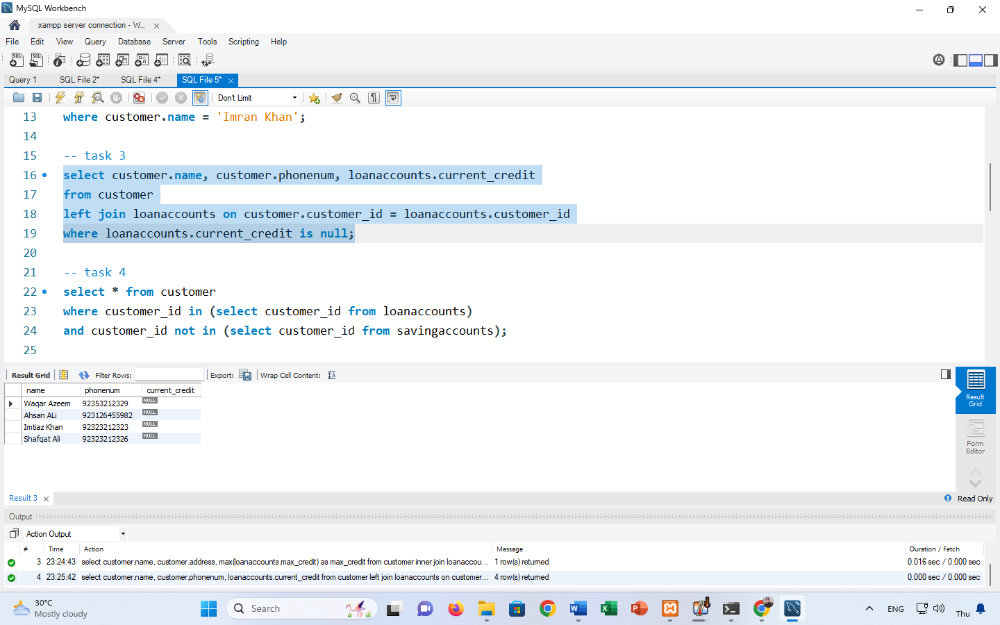 MySQL Workbench
xampp server connection - W...
File Edit View Query Database Server Tools Scripting Help
Query 1 SQL File 2* SQL File 4* SQL File 5*
Don't Limit
13 where customer.name = 'Imran Khan';
14
15 -- task 3
16 select customer.name, customer.phonenum, loanaccounts.current_credit
17 from customer
18 left join loanaccounts on customer.customer_id = loanaccounts.customer_id
19 where loanaccounts.current_credit is null;
20
21 -- task 4
22 select * from customer
23 where customer_id in (select customer_id from loanaccounts)
24 and customer_id not in (select customer_id from savingaccounts);
25
Result Grid Filter Rows: Export: Wrap Cell Content:
name phonenum current_credit
Waqar Azeem 92353212329 NULL
Ahsan ALi 923126455982 NULL
Imtiaz Khan 92323212323 NULL
Shafqat Ali 92323212326 NULL
Result Grid
Form Editor
Result 3
Read Only
Output
Action Output
# Time Action Message Duration / Fetch
3 23:24:43 select customer.name, customer.address, max(loanaccounts.max_credit) as max_credit from customer inner join loanaccou... 1 row(s) returned 0.016 sec / 0.000 sec
4 23:25:42 select customer.name, customer.phonenum, loanaccounts.current_credit from customer left join loanaccounts on customer... 4 row(s) returned 0.000 sec / 0.000 sec
30°C
Mostly cloudy
Search
ENG
Thu